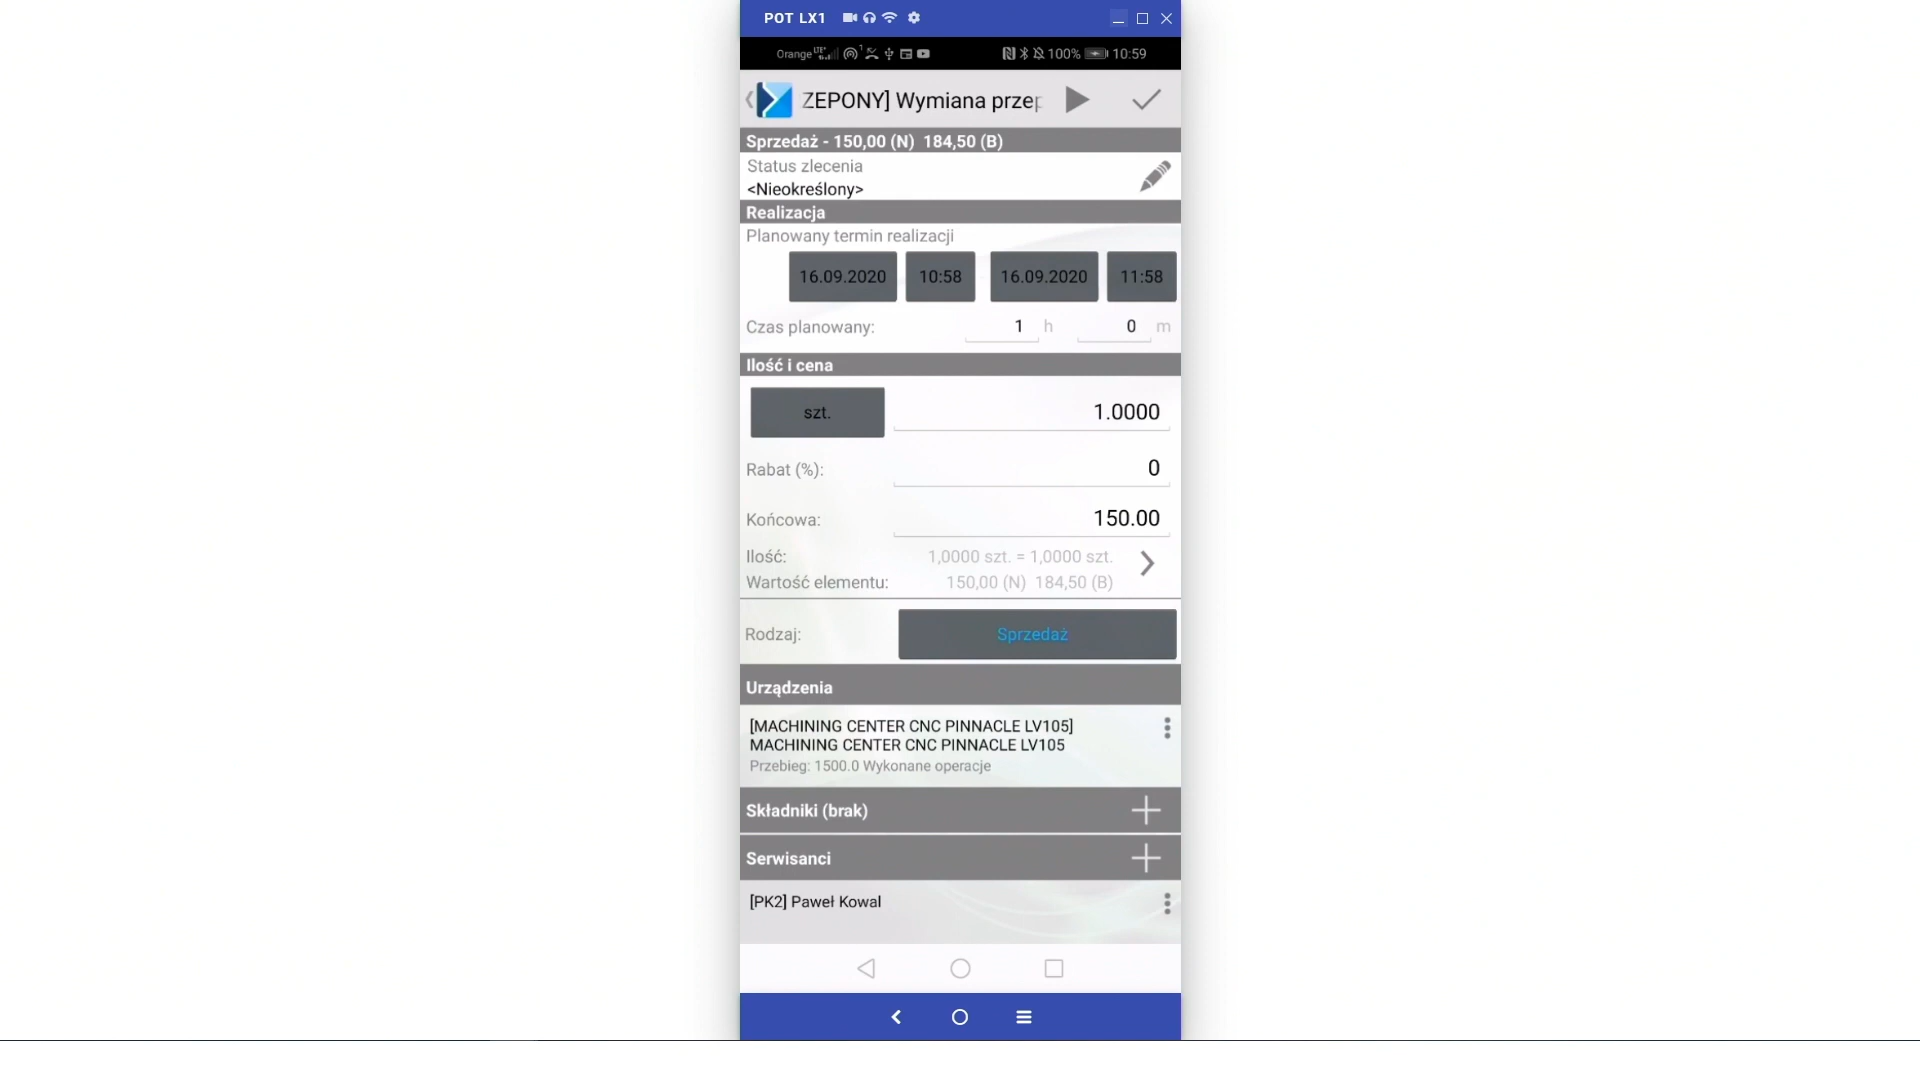 POT LX1
Orange 100% 10:59
ZEPONY] Wymiana przep
Sprzedaż - 150,00 (N) 184,50 (B)
Status zlecenia
<Nieokreślony>
Realizacja
Planowany termin realizacji
16.09.2020 10:58 16.09.2020 11:58
Czas planowany: 1 h 0 m
Ilość i cena
szt. 1.0000
Rabat (%): 0
Końcowa: 150.00
Ilość: 1,0000 szt. = 1,0000 szt.
Wartość elementu: 150,00 (N) 184,50 (B)
Rodzaj: Sprzedaż
Urządzenia
[MACHINING CENTER CNC PINNACLE LV105]
MACHINING CENTER CNC PINNACLE LV105
Przebieg: 1500.0 Wykonane operacje
Składniki (brak)
Serwisanci
[PK2] Paweł Kowal